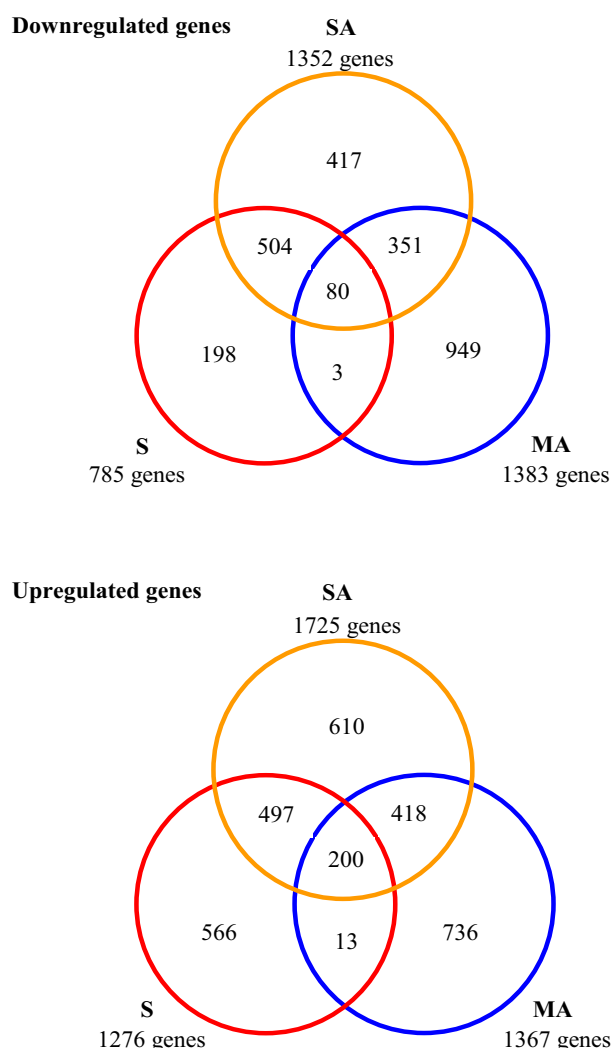 Downregulated genes
SA
1352 genes
417
504
351
80
198
3
949
S
785 genes
MA
1383 genes
Upregulated genes
SA
1725 genes
610
497
418
200
566
13
736
S
1276 genes
MA
1367 genes